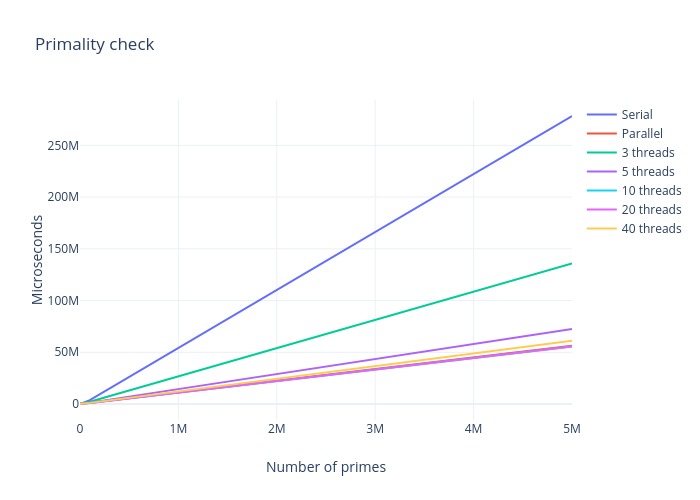 Primality check
Serial
Parallel
3 threads
5 threads
10 threads
20 threads
40 threads
250M
200M
150M
100M
50M
0
Microseconds
0 1M 2M 3M 4M 5M
Number of primes